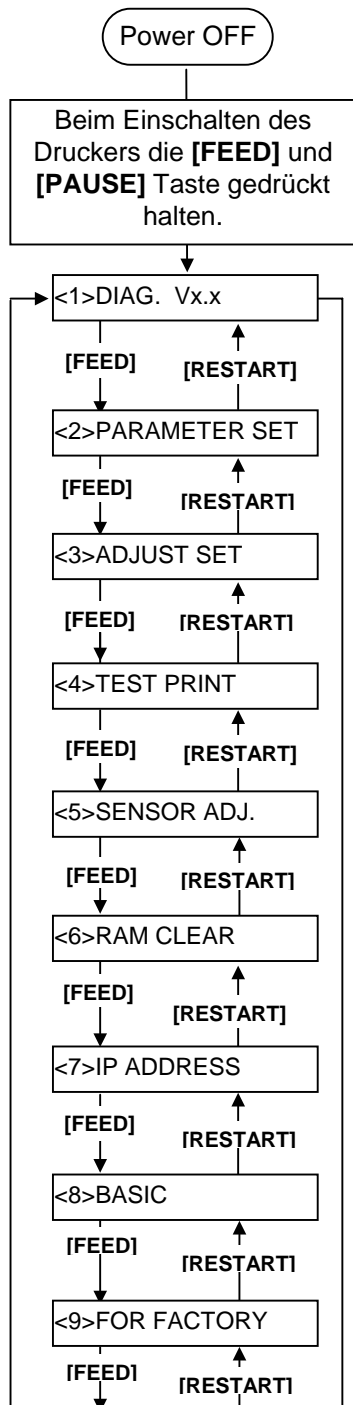 Power OFF
Beim Einschalten des
Druckers die [FEED] und
[PAUSE] Taste gedrückt
halten.
<1>DIAG. Vx.x
[FEED] [RESTART]
<2>PARAMETER SET
[FEED] [RESTART]
<3>ADJUST SET
[FEED] [RESTART]
<4>TEST PRINT
[FEED] [RESTART]
<5>SENSOR ADJ.
[FEED] [RESTART]
<6>RAM CLEAR
[FEED] [RESTART]
<7>IP ADDRESS
[FEED] [RESTART]
<8>BASIC
[FEED] [RESTART]
<9>FOR FACTORY
[FEED] [RESTART]